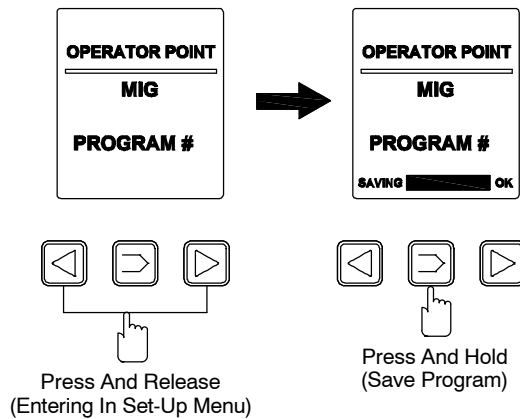 OPERATOR POINT
MIG
PROGRAM #
Press And Release
(Entering In Set-Up Menu)
OPERATOR POINT
MIG
PROGRAM #
SAVING OK
Press And Hold
(Save Program)